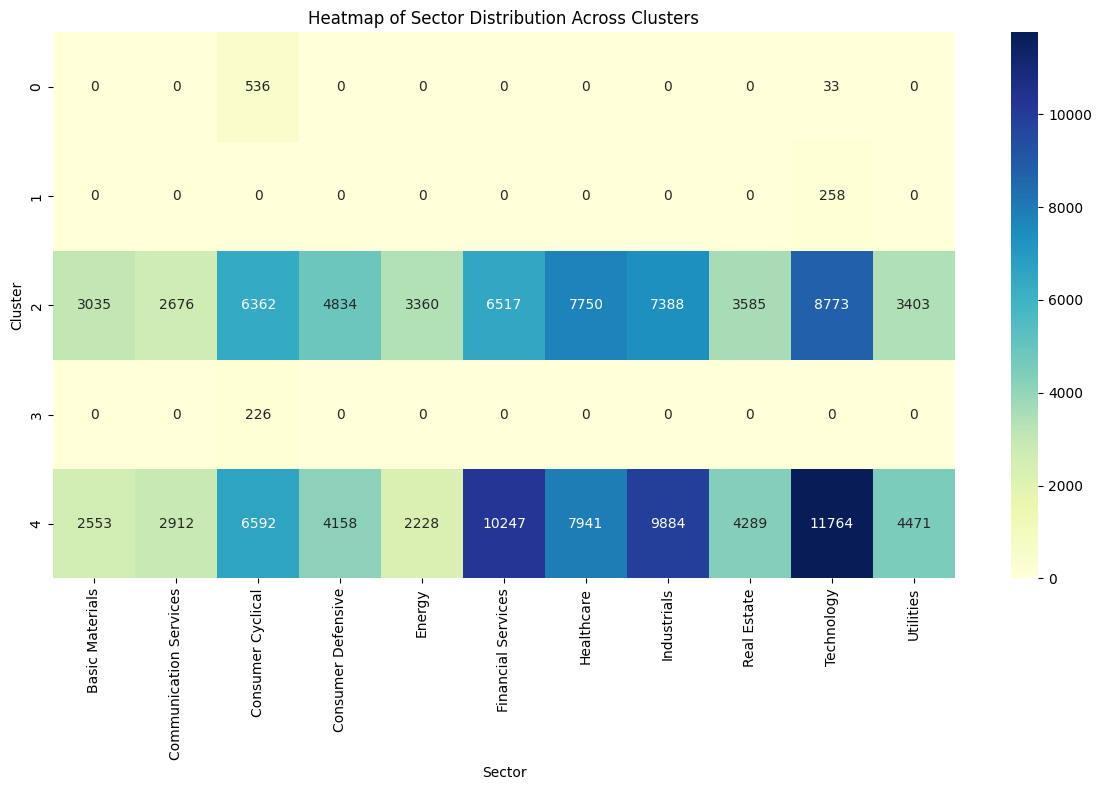 Heatmap of Sector Distribution Across Clusters
Cluster
0
0 0 536 0 0 0 0 0 0 33 0
1
0 0 0 0 0 0 0 0 0 258 0
2
3035 2676 6362 4834 3360 6517 7750 7388 3585 8773 3403
3
0 0 226 0 0 0 0 0 0 0 0
4
2553 2912 6592 4158 2228 10247 7941 9884 4289 11764 4471
Basic Materials
Communication Services
Consumer Cyclical
Consumer Defensive
Energy
Financial Services
Healthcare
Industrials
Real Estate
Technology
Utilities
Sector
10000
8000
6000
4000
2000
0